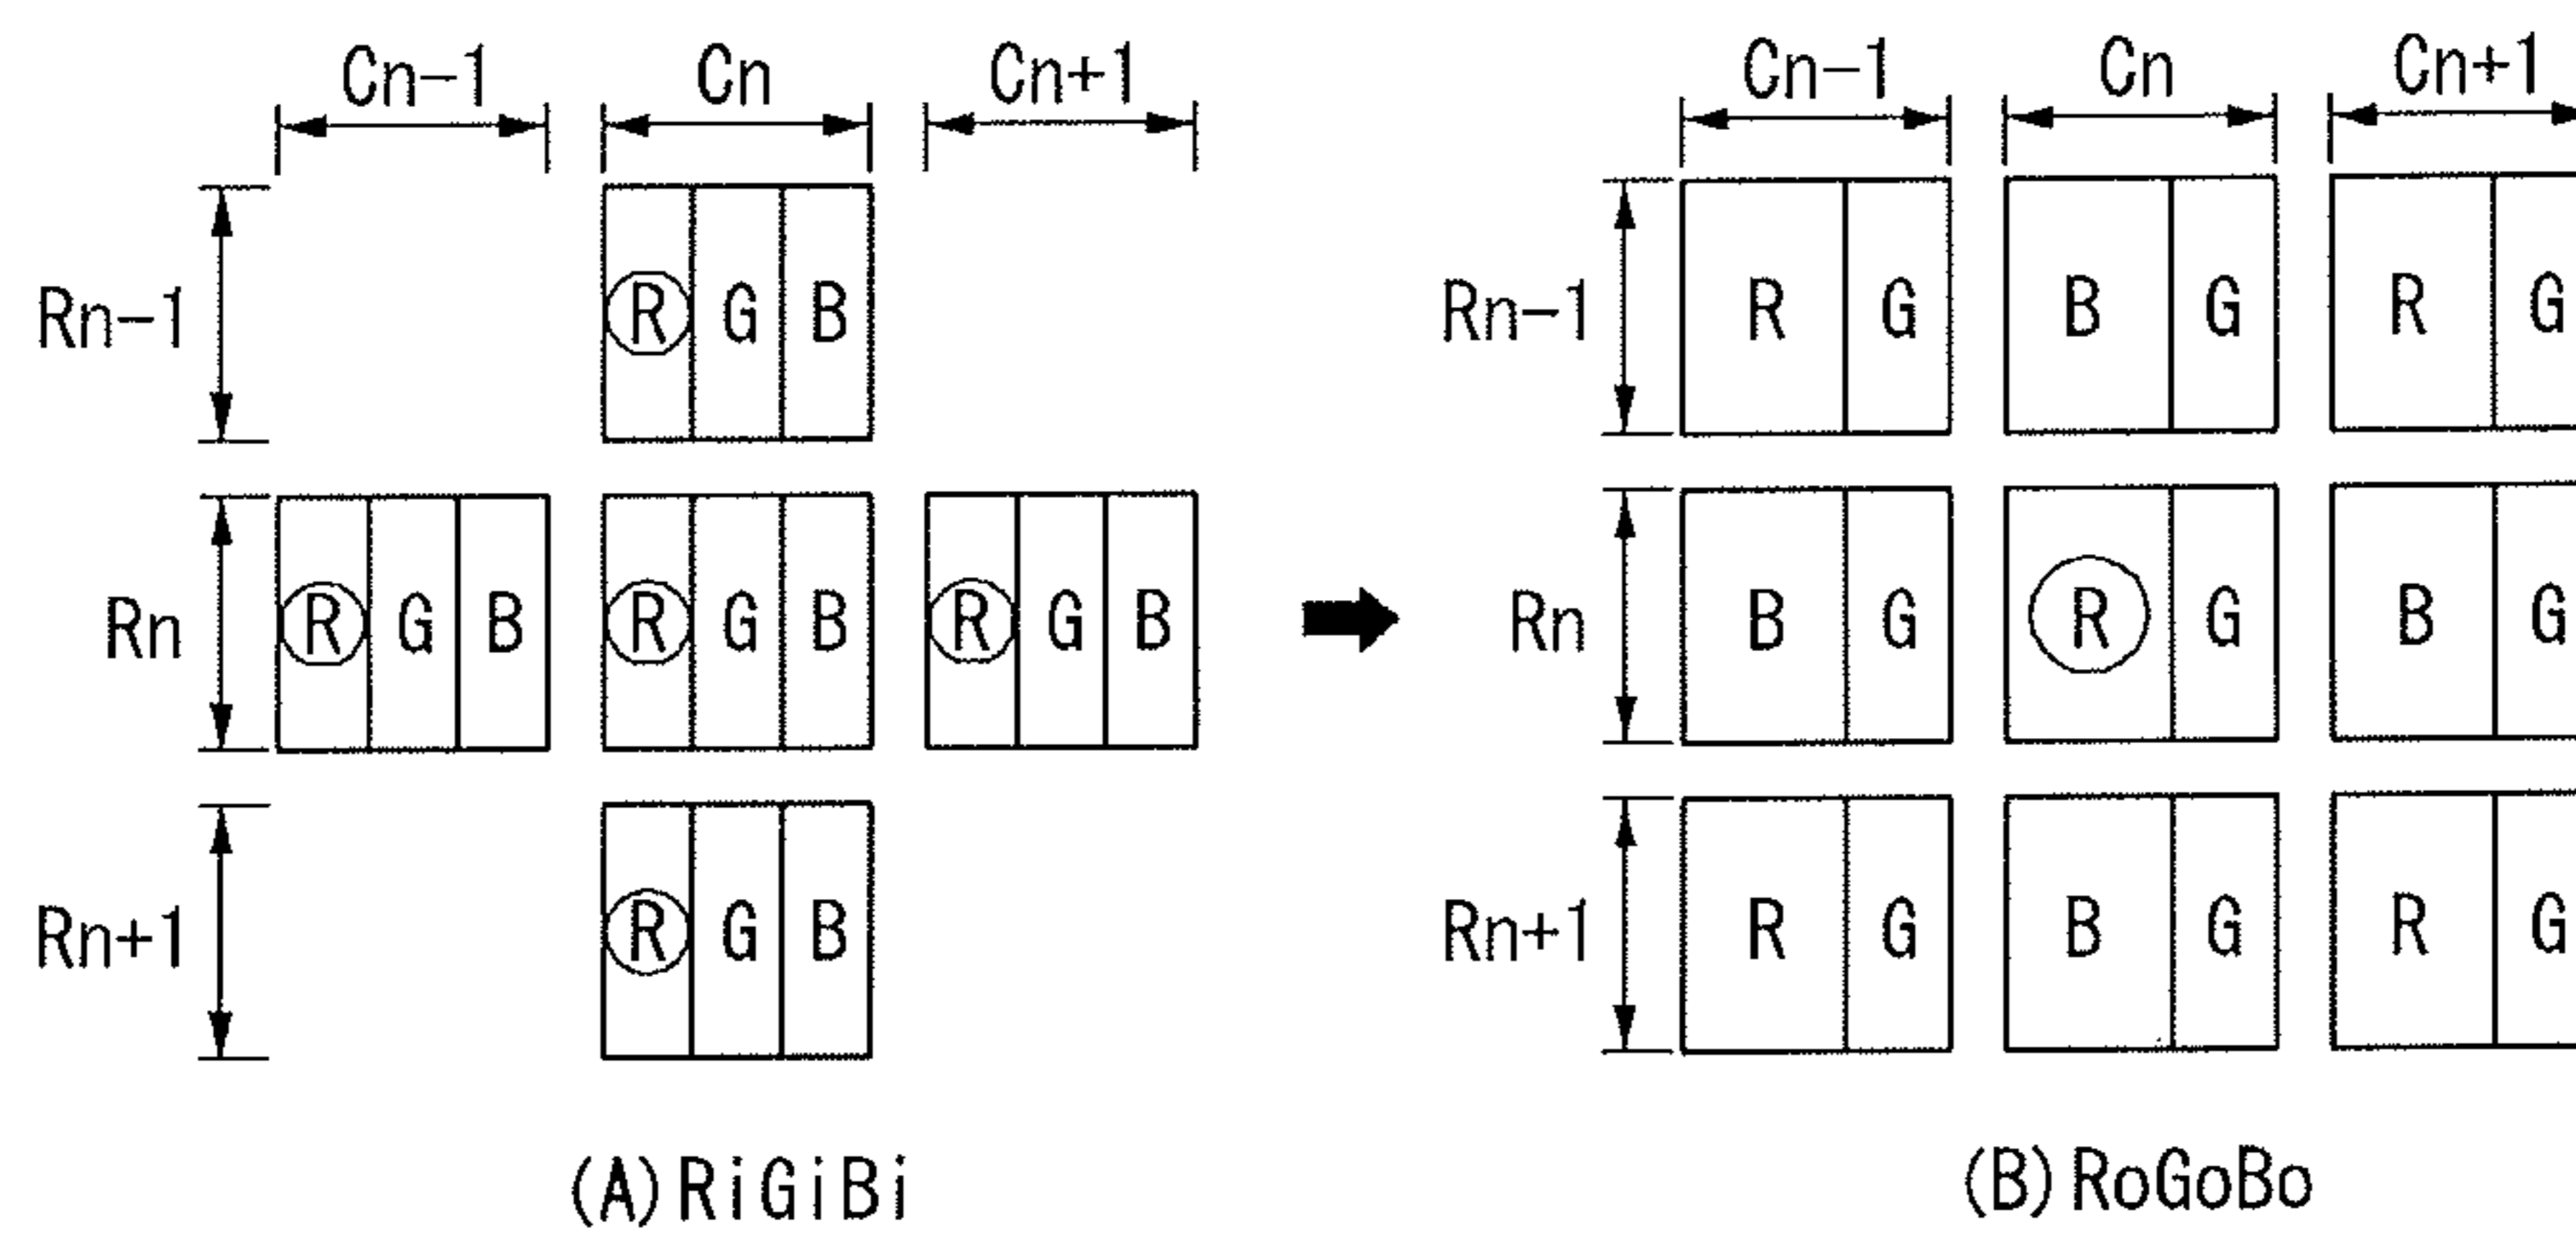 Cn-1 Cn Cn+1 Cn-1 Cn Cn+1
Rn-1 R G B Rn-1 R G B G R G
Rn R G B R G B R G B Rn B G R G B G
Rn+1 R G B Rn+1 R G B G R G
(A) RiGiBi (B) RoGoBo